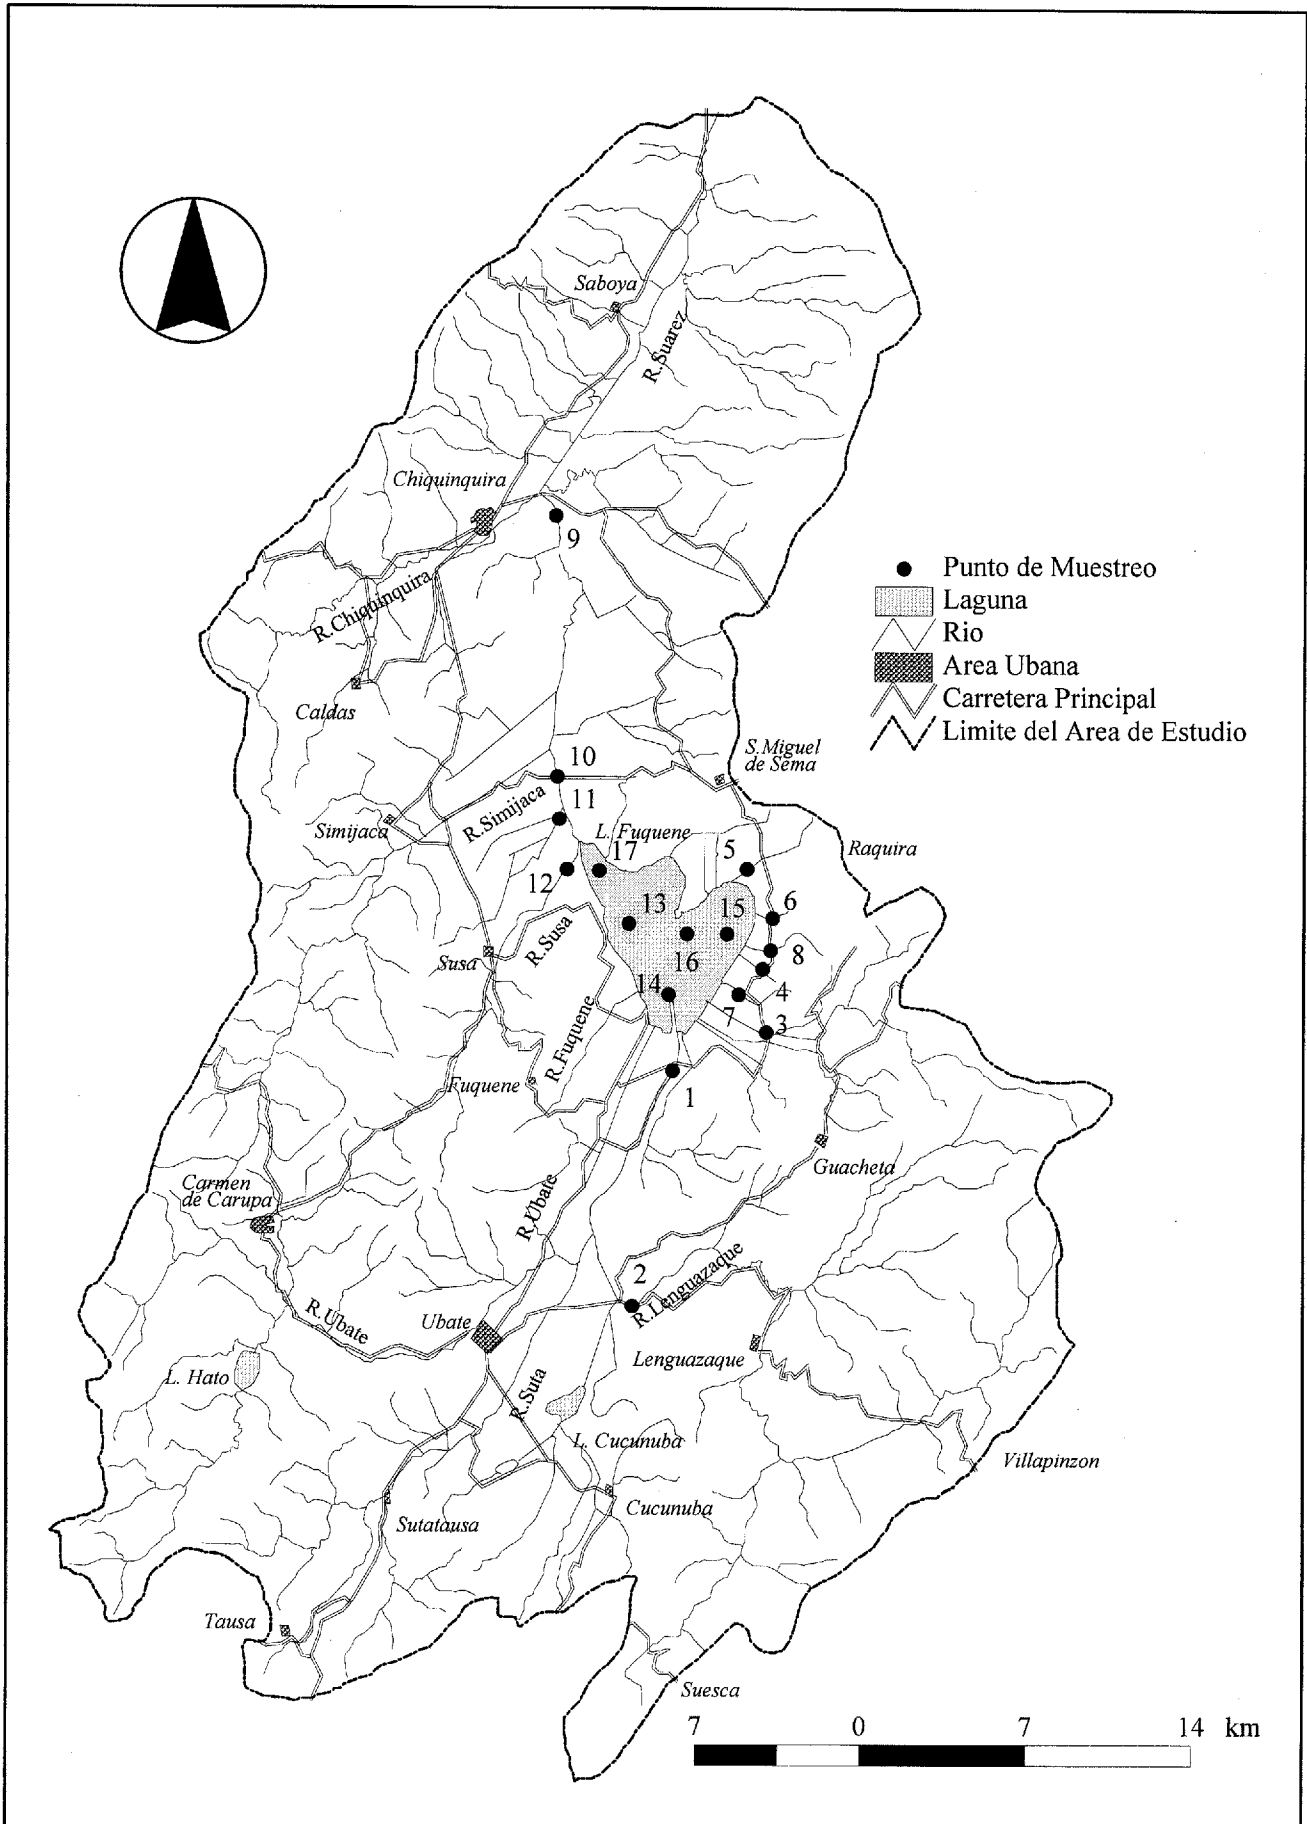 Saboya
R.Suarez
Chiquinquira
9
R.Chiquinquira
Punto de Muestreo
Laguna
Rio
Area Ubana
Carretera Principal
Limite del Area de Estudio
Caldas
S.Miguel
de Sema
10
R.Simijaca
11
Simijaca
L. Fuquene
17
5
Raquira
12
13
15
6
R.Susa
Susa
16
8
14
7
4
3
R.Fuquene
Fuquene
1
Guacheta
Carmen
de Carupa
R.Ubate
2
R.Lenguazaque
R.Ubate
Ubate
Lenguazaque
L. Hato
R.Suta
L. Cucunuba
Villapinzon
Cucunuba
Sutatausa
Tausa
Suesca
7 0 7 14 km